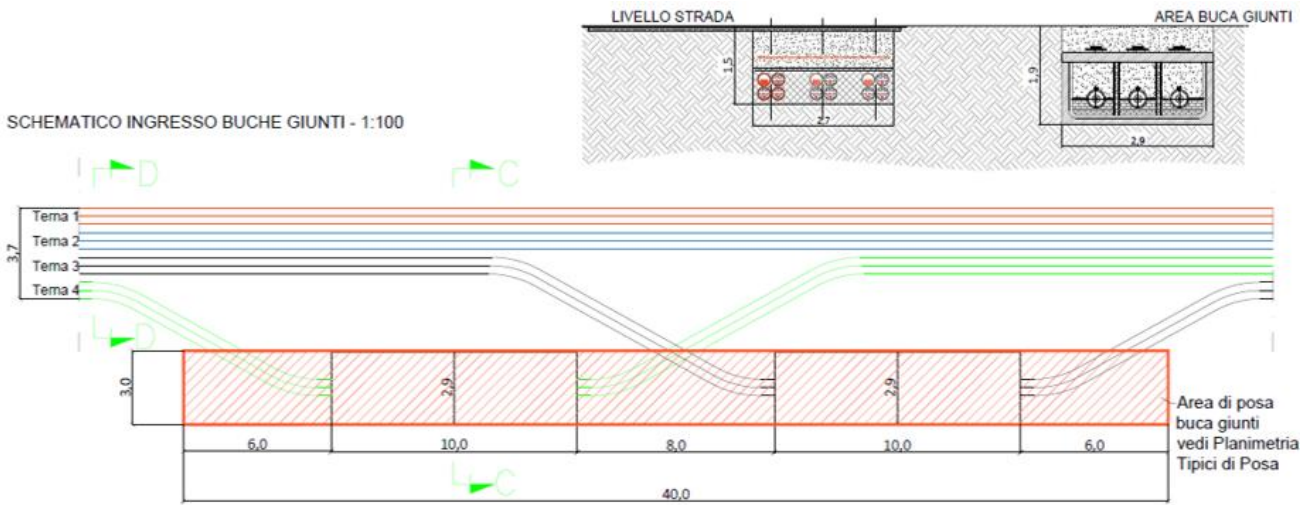 LIVELLO STRADA
AREA BUCA GIUNTI
1,5
2,7
1,9
2,9
SCHEMATICO INGRESSO BUCHE GIUNTI - 1:100
D
C
3,7
Terna 1
Terna 2
Terna 3
Terna 4
D
3,0
2,9
2,9
6,0
10,0
8,0
10,0
6,0
Area di posa
buca giunti
vedi Planimetria
Tipici di Posa
C
40,0